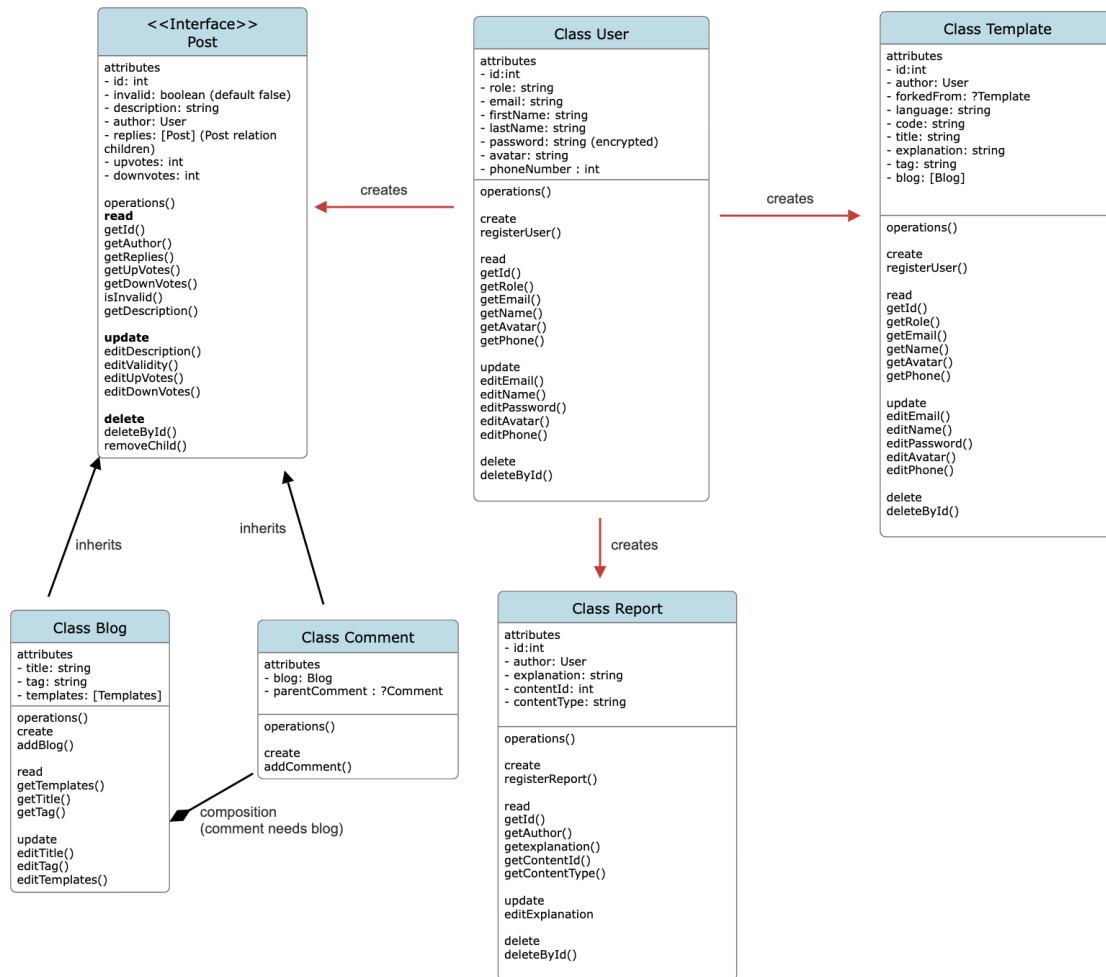 <<Interface>>
Post
attributes
- id: int
- invalid: boolean (default false)
- description: string
- author: User
- replies: [Post] (Post relation
children)
- upvotes: int
- downvotes: int
operations()
read
getId()
getAuthor()
getReplies()
getUpVotes()
getDownVotes()
isInvalid()
getDescription()
update
editDescription()
editValidity()
editUpVotes()
editDownVotes()
delete
deleteById()
removeChild()
creates
Class User
attributes
- id:int
- role: string
- email: string
- firstName: string
- lastName: string
- password: string (encrypted)
- avatar: string
- phoneNumber : int
operations()
create
registerUser()
read
getId()
getRole()
getEmail()
getName()
getAvatar()
getPhone()
update
editEmail()
editName()
editPassword()
editAvatar()
editPhone()
delete
deleteById()
creates
Class Template
attributes
- id:int
- author: User
- forkedFrom: ?Template
- language: string
- code: string
- title: string
- explanation: string
- tag: string
- blog: [Blog]
operations()
create
registerUser()
read
getId()
getRole()
getEmail()
getName()
getAvatar()
getPhone()
update
editEmail()
editName()
editPassword()
editAvatar()
editPhone()
delete
deleteById()
inherits
inherits
creates
Class Blog
attributes
- title: string
- tag: string
- templates: [Templates]
operations()
create
addBlog()
read
getTemplates()
getTitle()
getTag()
update
editTitle()
editTag()
editTemplates()
Class Comment
attributes
- blog: Blog
- parentComment : ?Comment
operations()
create
addComment()
composition
(comment needs blog)
Class Report
attributes
- id:int
- author: User
- explanation: string
- contentId: int
- contentType: string
operations()
create
registerReport()
read
getId()
getAuthor()
getexplanation()
getContentId()
getContentType()
update
editExplanation
delete
deleteById()